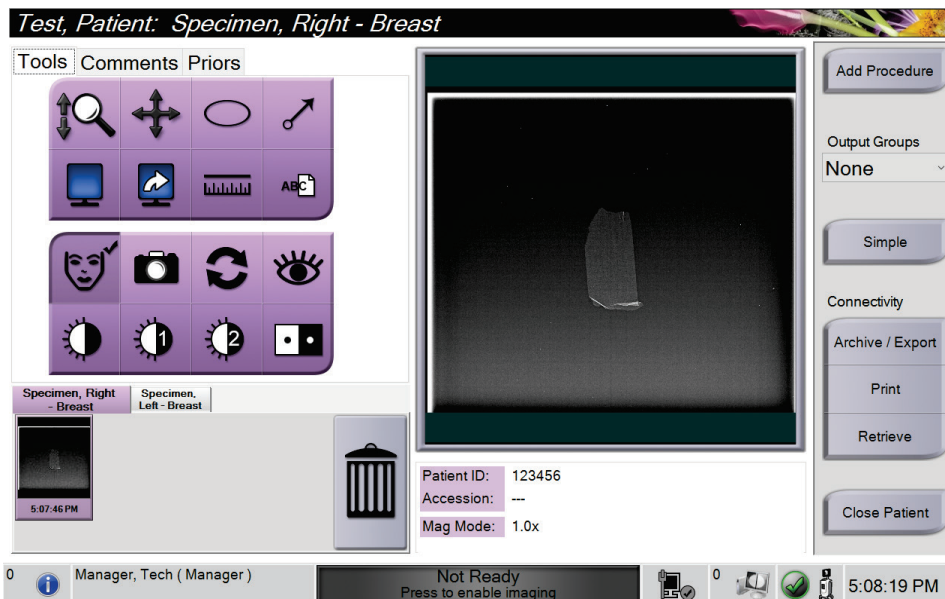 Test, Patient: Specimen, Right - Breast
Tools Comments Priors
ABC
1 2
Specimen, Right
- Breast
Specimen,
Left - Breast
5:07:46 PM
Patient ID: 123456
Accession: ---
Mag Mode: 1.0x
Add Procedure
Output Groups
None
Simple
Connectivity
Archive / Export
Print
Retrieve
Close Patient
0
Manager, Tech ( Manager )
Not Ready
Press to enable imaging
0
5:08:19 PM